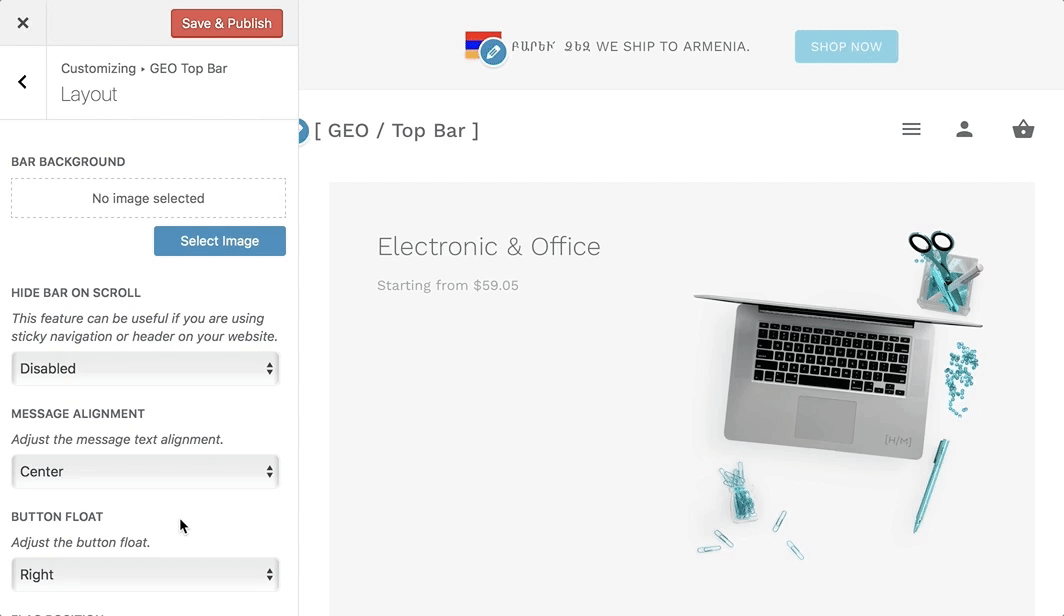 Save & Publish
Customizing ▸ GEO Top Bar
Layout
BAR BACKGROUND
No image selected
Select Image
HIDE BAR ON SCROLL
This feature can be useful if you are using
sticky navigation or header on your website.
Disabled
MESSAGE ALIGNMENT
Adjust the message text alignment.
Center
BUTTON FLOAT
Adjust the button float.
Right
ԲԱՐԵՒ ՁԵԶ WE SHIP TO ARMENIA.
SHOP NOW
[ GEO / Top Bar ]
Electronic & Office
Starting from $59.05
[H/M]